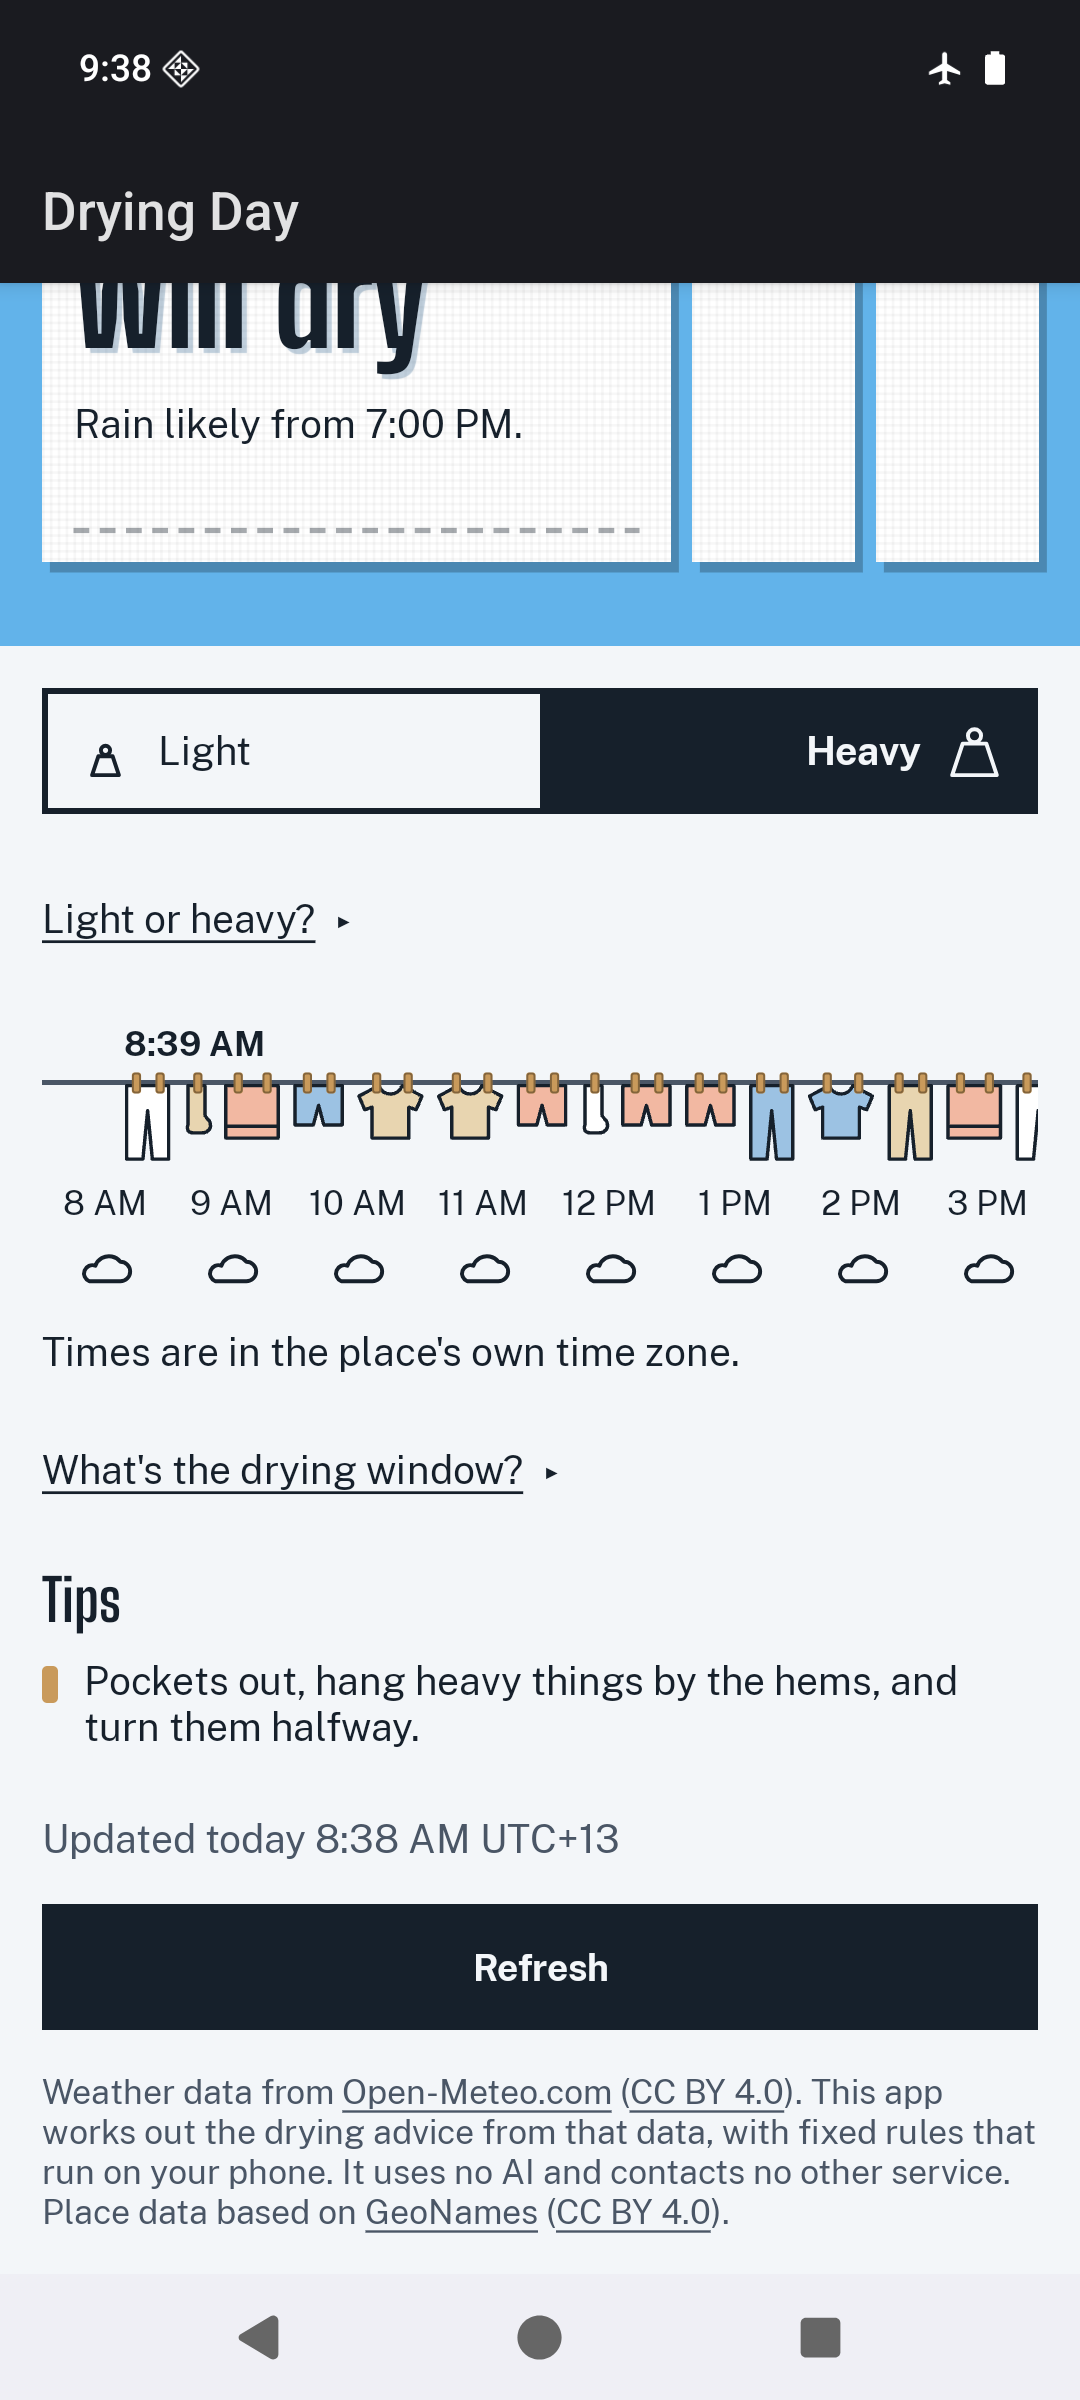 9:38
Drying Day
Will dry
Rain likely from 7:00 PM.
Light
Heavy
Light or heavy? ▸
8:39 AM
8 AM 9 AM 10 AM 11 AM 12 PM 1 PM 2 PM 3 PM
Times are in the place's own time zone.
What's the drying window? ▸
Tips
Pockets out, hang heavy things by the hems, and
turn them halfway.
Updated today 8:38 AM UTC+13
Refresh
Weather data from Open-Meteo.com (CC BY 4.0). This app
works out the drying advice from that data, with fixed rules that
run on your phone. It uses no AI and contacts no other service.
Place data based on GeoNames (CC BY 4.0).